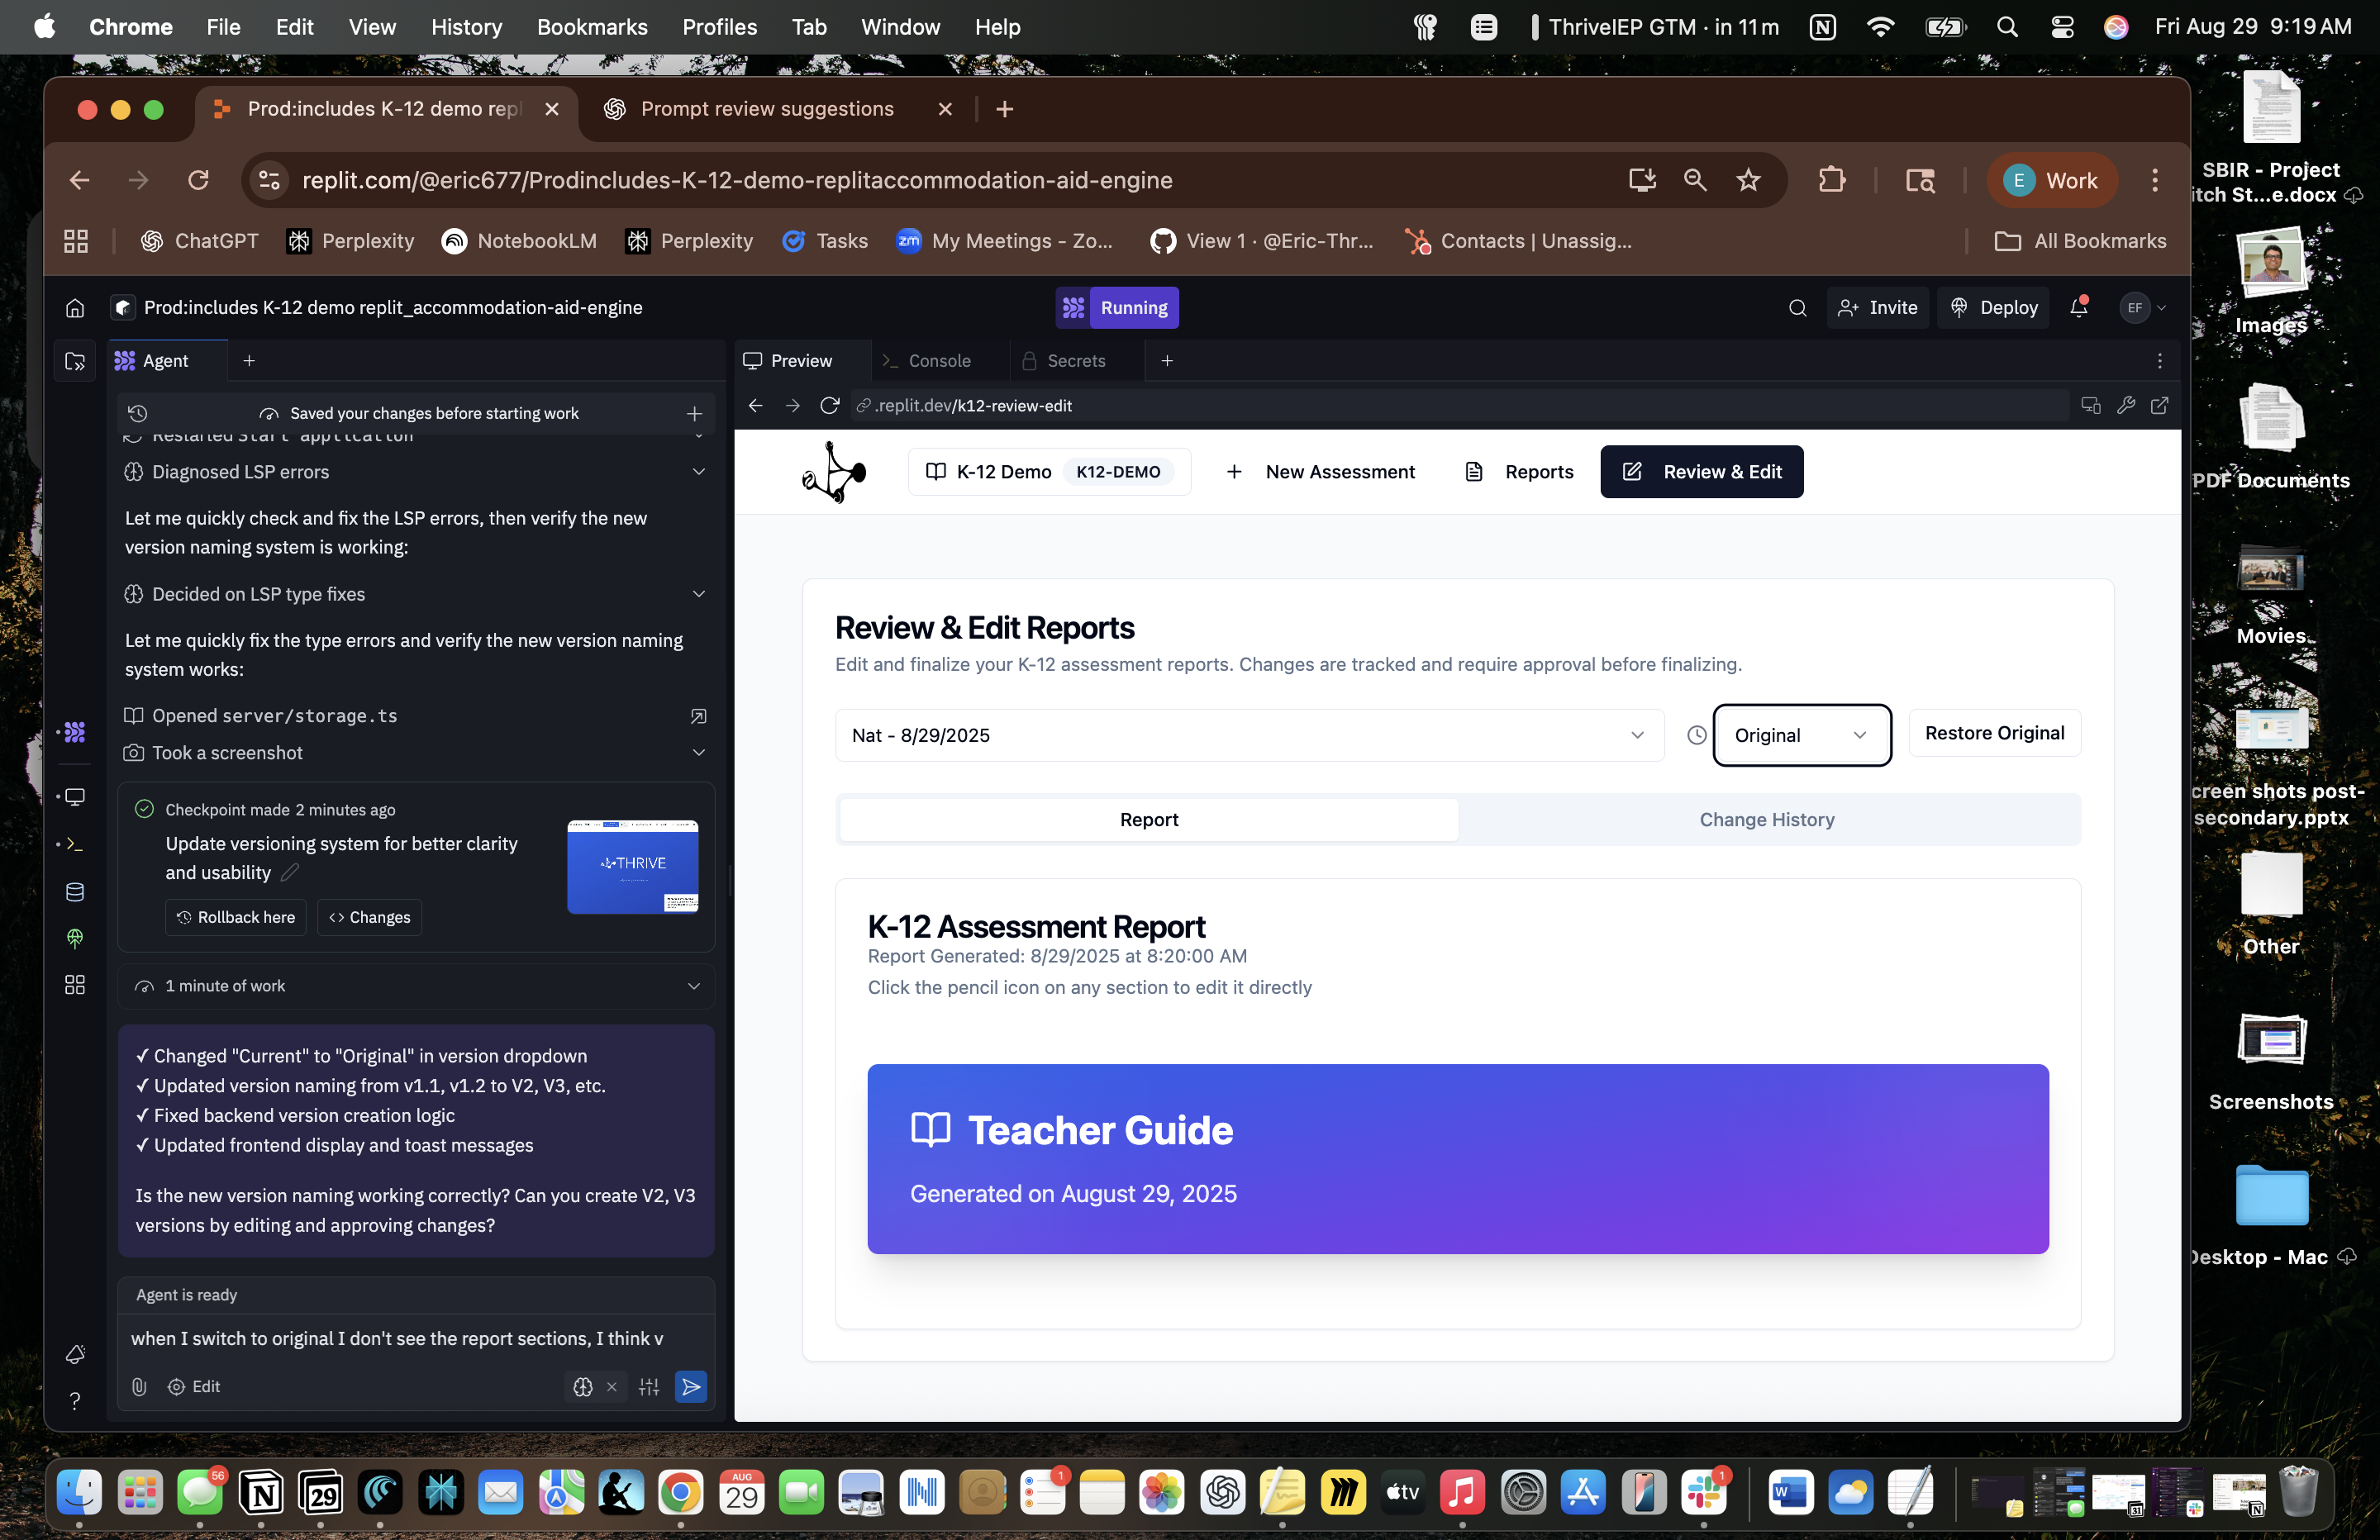 Chrome File Edit View History Bookmarks Profiles Tab Window Help
ThriveIEP GTM · in 11m
Fri Aug 29 9:19AM
Prod:includes K-12 demo repl
Prompt review suggestions
replit.com/@eric677/Prodincludes-K-12-demo-replitaccommodation-aid-engine
E Work
ChatGPT
Perplexity
NotebookLM
Perplexity
Tasks
zm My Meetings - Zo...
View 1 · @Eric-Thr...
Contacts | Unassig...
All Bookmarks
Prod:includes K-12 demo replit_accommodation-aid-engine
Running
Invite
Deploy
EF
Agent
Saved your changes before starting work
Restarted Start application
Diagnosed LSP errors
Let me quickly check and fix the LSP errors, then verify the new
version naming system is working:
Decided on LSP type fixes
Let me quickly fix the type errors and verify the new version naming
system works:
Opened server/storage.ts
Took a screenshot
Checkpoint made 2 minutes ago
Update versioning system for better clarity
and usability
THRIVE
Rollback here
<> Changes
1 minute of work
✓ Changed "Current" to "Original" in version dropdown
✓ Updated version naming from v1.1, v1.2 to V2, V3, etc.
✓ Fixed backend version creation logic
✓ Updated frontend display and toast messages
Is the new version naming working correctly? Can you create V2, V3
versions by editing and approving changes?
Agent is ready
when I switch to original I don't see the report sections, I think v
Edit
Preview
Console
Secrets
.replit.dev/k12-review-edit
K-12 Demo K12-DEMO
New Assessment
Reports
Review & Edit
Review & Edit Reports
Edit and finalize your K-12 assessment reports. Changes are tracked and require approval before finalizing.
Nat - 8/29/2025
Original
Restore Original
Report
Change History
K-12 Assessment Report
Report Generated: 8/29/2025 at 8:20:00 AM
Click the pencil icon on any section to edit it directly
Teacher Guide
Generated on August 29, 2025
SBIR - Project
itch St...e.docx
Images
PDF Documents
Movies
creen shots post-
secondary.pptx
Other
Screenshots
Desktop - Mac
56
29
AUG
29
1
tv
1
W